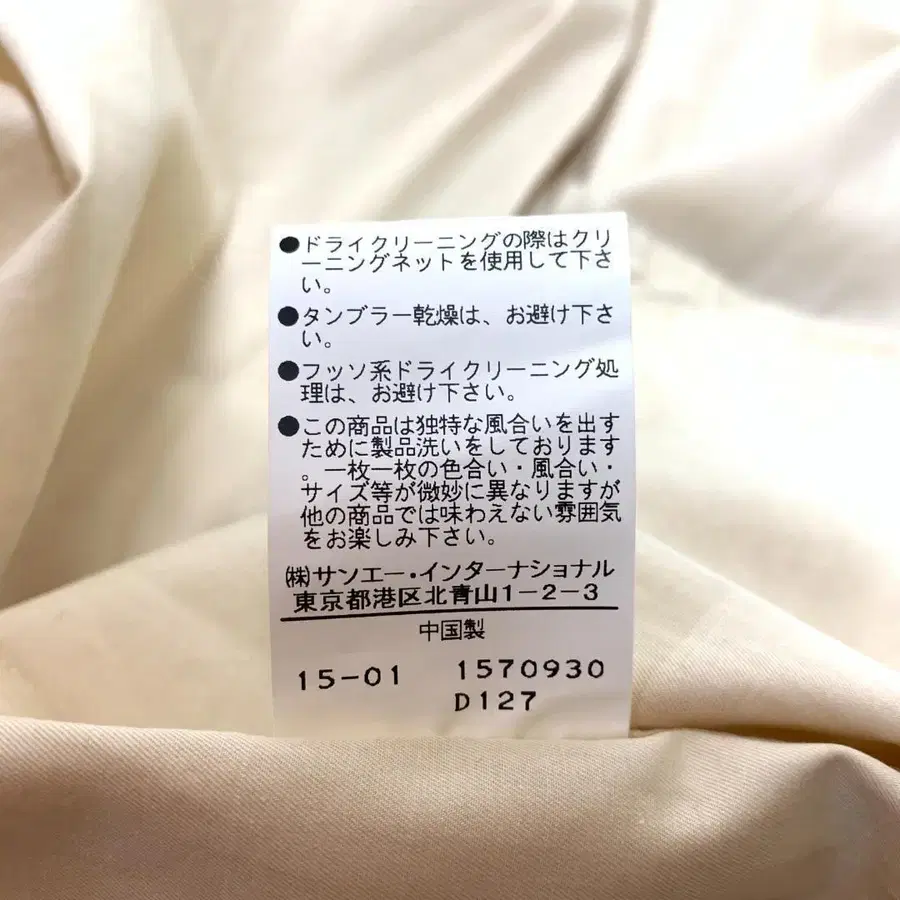 ●ドライクリーニングの際はクリ
ーニングネットを使用して下さ
い。
●タンブラー乾燥は、お避け下さ
い。
●フッソ系ドライクリーニング処
理は、お避け下さい。
●この商品は独特な風合いを出す
ために製品洗いをしております
。一枚一枚の色合い・風合い・
サイズ等が微妙に異なりますが
他の商品では味わえない雰囲気
をお楽しみ下さい。
㈱サンエー・インターナショナル
東京都港区北青山1-2-3
中国製
15-01 1570930
D127